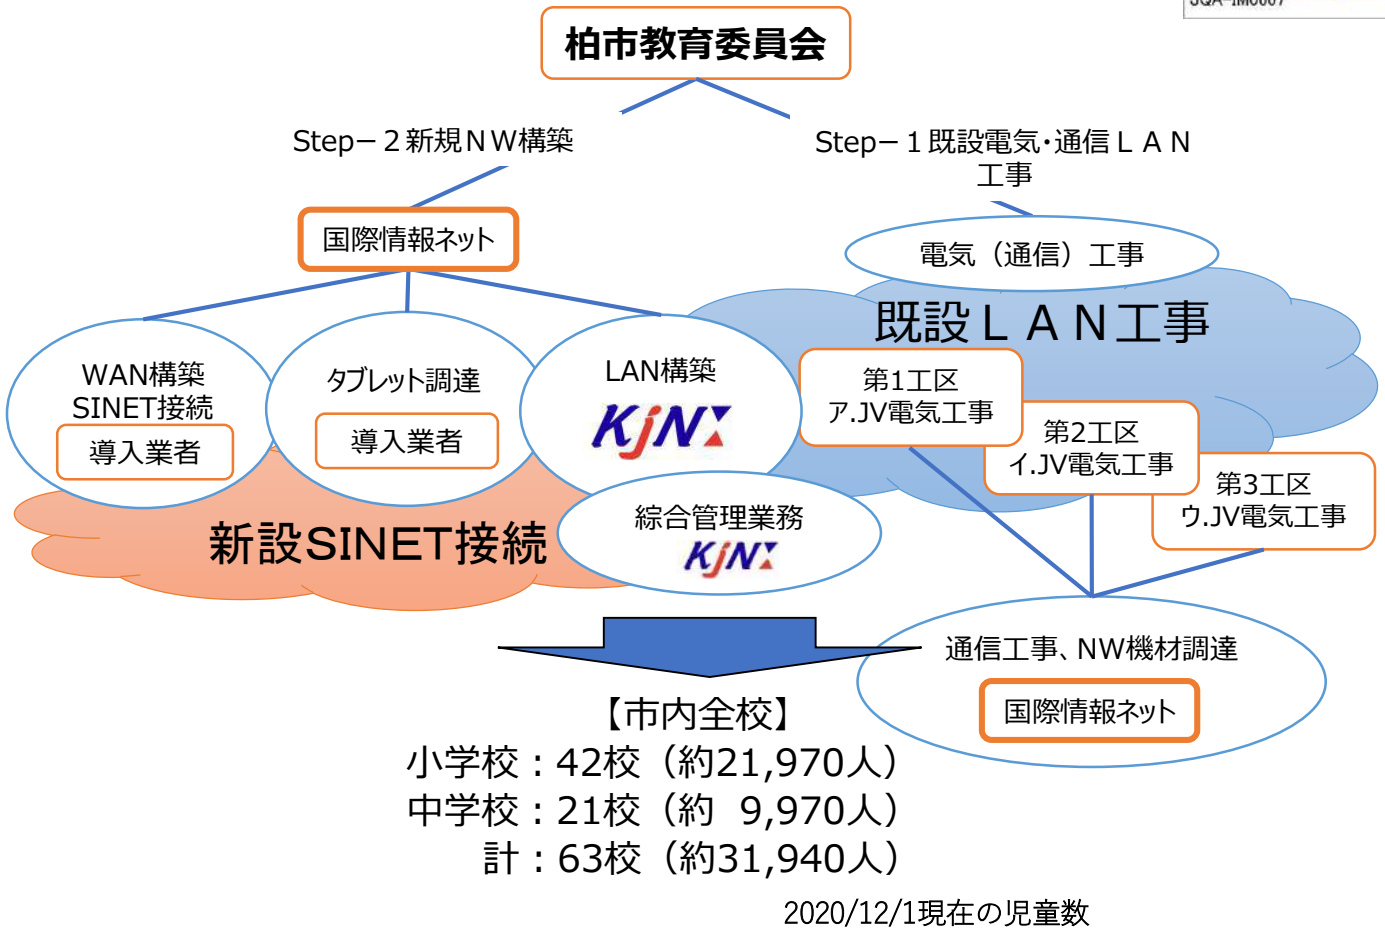 JQA-IM0607
柏市教育委員会
Step－２新規ＮＷ構築
Step－１既設電気・通信ＬＡＮ
工事
国際情報ネット
電気（通信）工事
既設ＬＡＮ工事
WAN構築
SINET接続
導入業者
タブレット調達
導入業者
LAN構築
KjN
第1工区
ア.JV電気工事
第2工区
イ.JV電気工事
第3工区
ウ.JV電気工事
新設SINET接続
綜合管理業務
KjN
通信工事、NW機材調達
国際情報ネット
【市内全校】
小学校：42校（約21,970人）
中学校：21校（約 9,970人）
計：63校（約31,940人）
2020/12/1現在の児童数